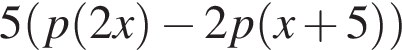 5(p(2x) − 2p(x + 5))